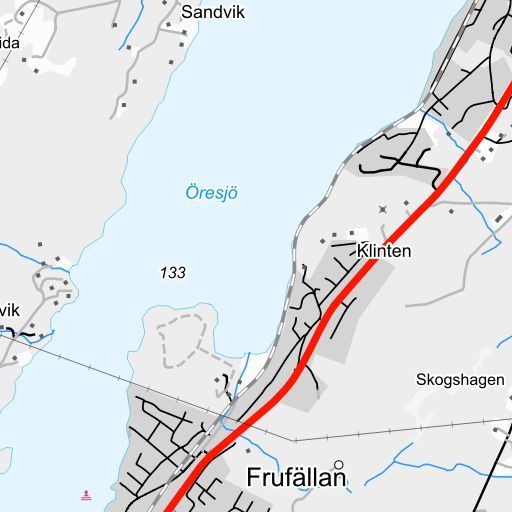 Sandvik
ida
Öresjö
Klinten
133
vik
Skogshagen
Frufällan